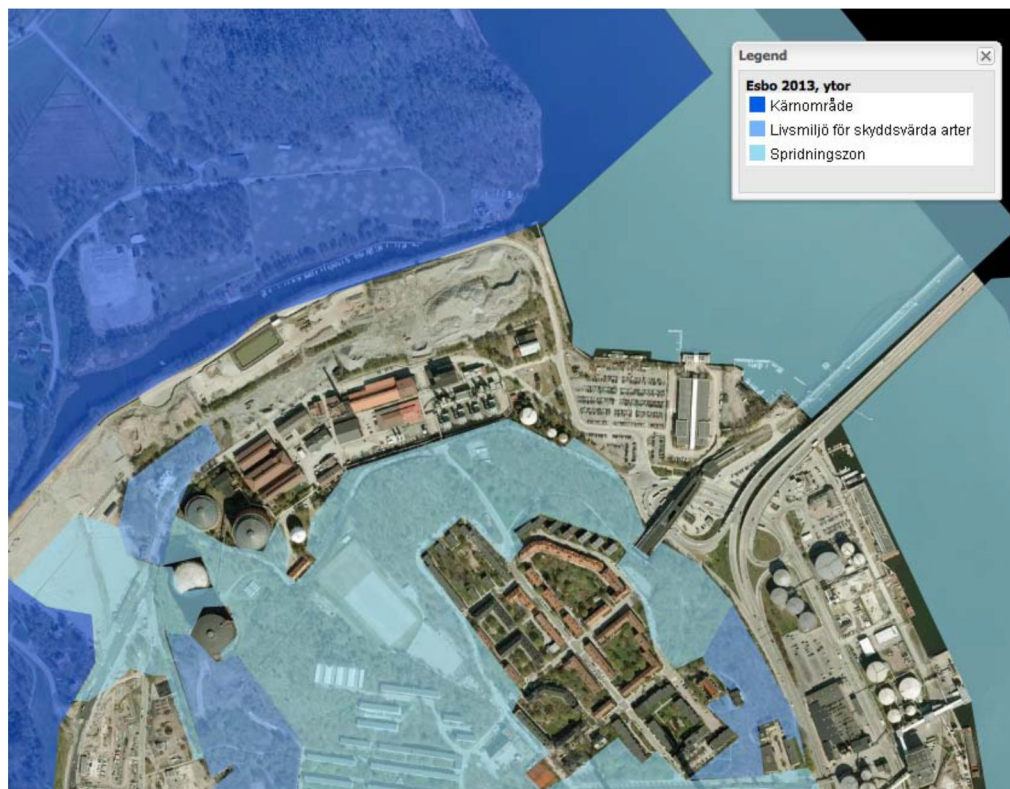 Legend
Esbo 2013, ytor
Kärnområde
Livsmiljö för skyddsvärda arter
Spridningszon